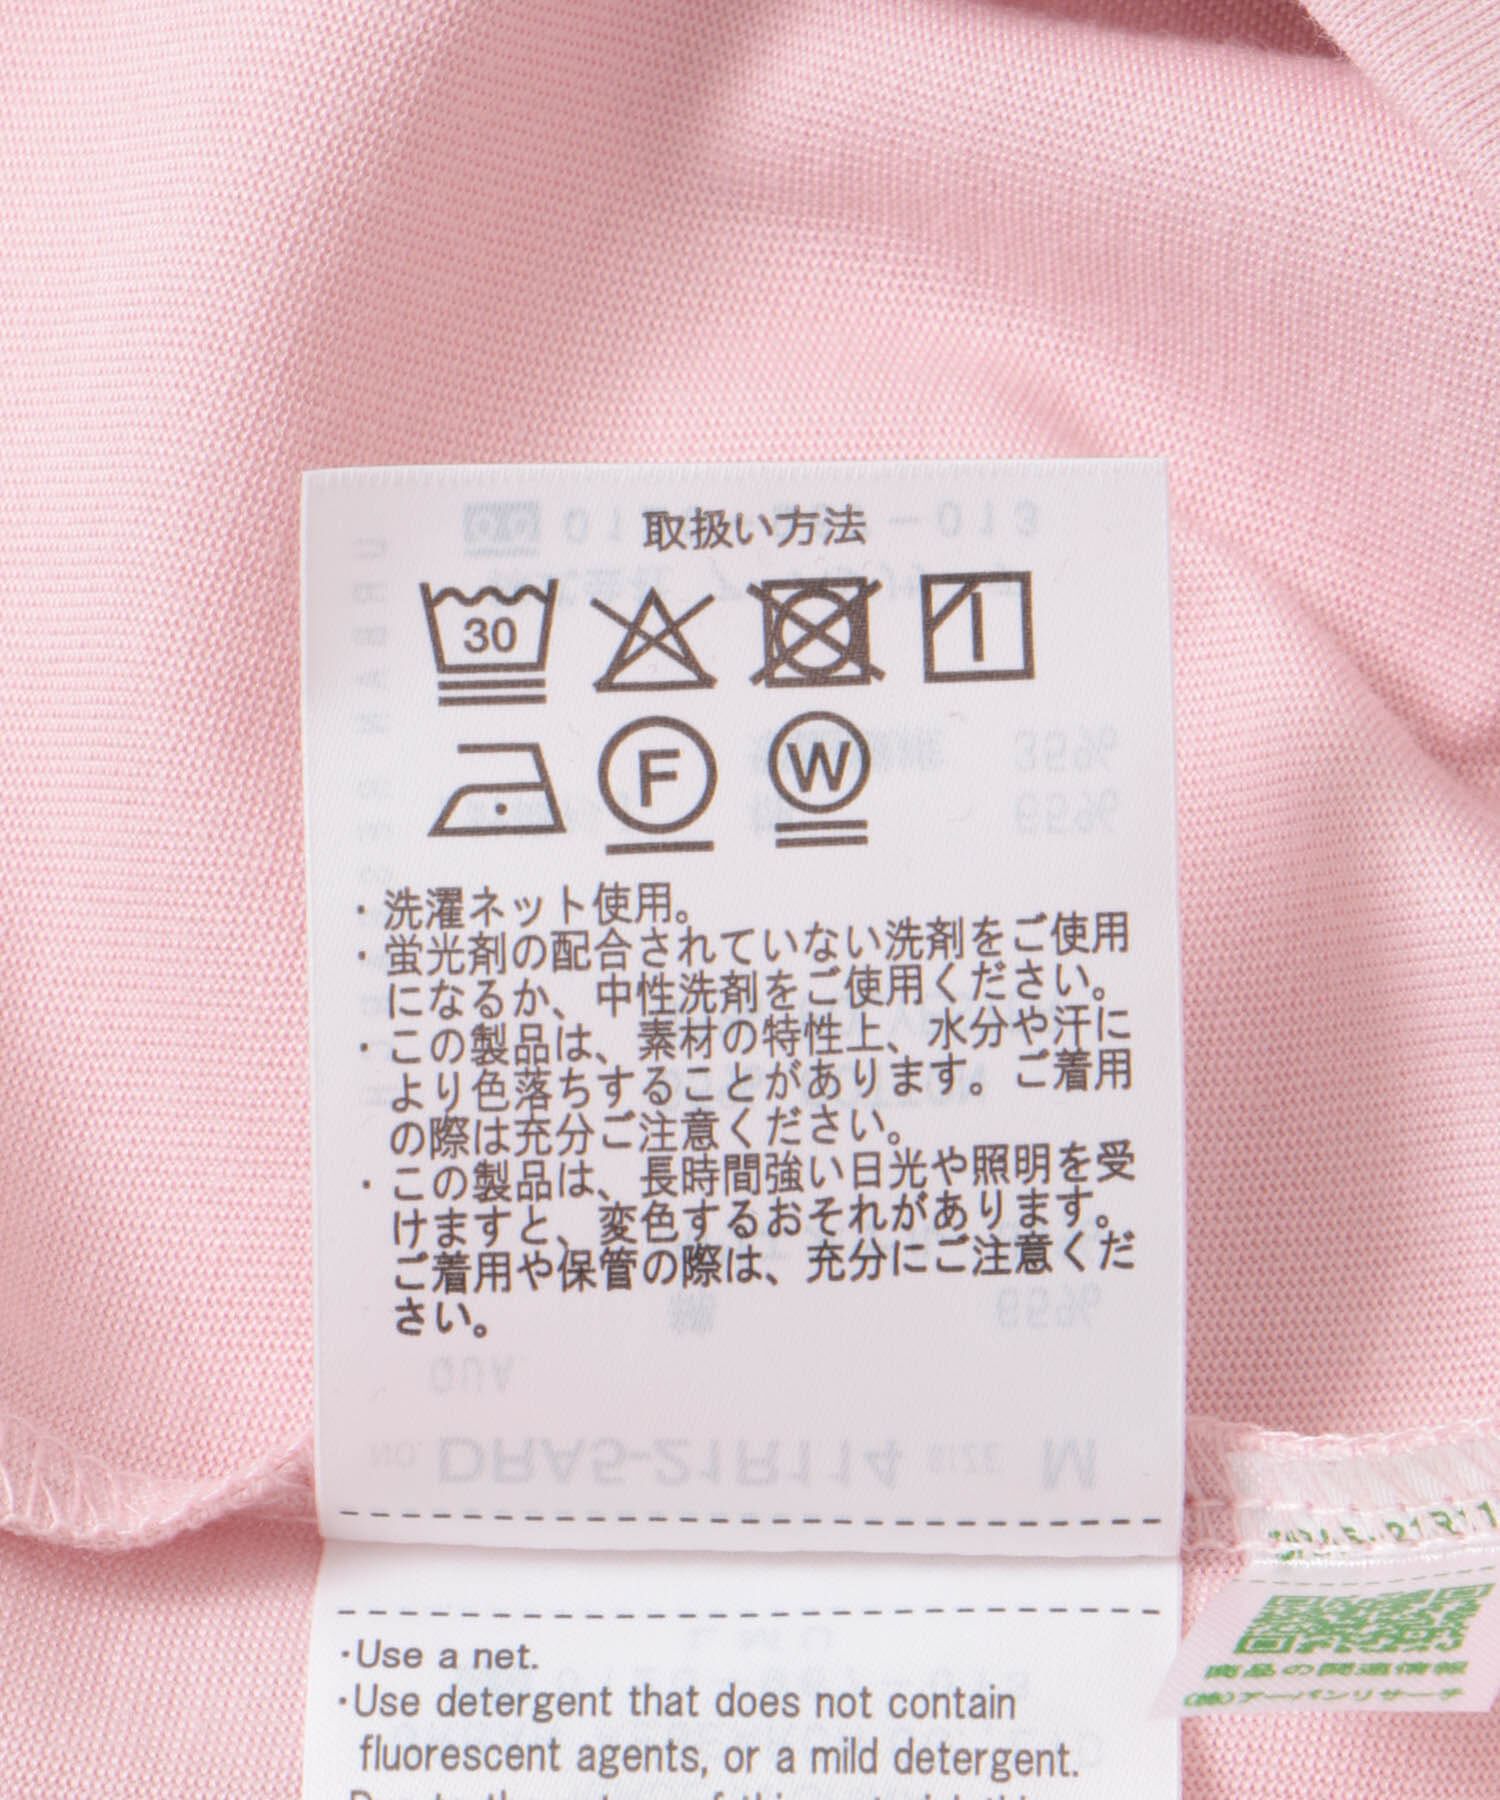 取扱い方法
30
F W
・洗濯ネット使用。
・蛍光剤の配合されていない洗剤をご使用
になるか、中性洗剤をご使用ください。
・この製品は、素材の特性上、水分や汗に
より色落ちすることがあります。ご着用
の際は充分ご注意ください。
・この製品は、長時間強い日光や照明を受
けますと、変色するおそれがあります。
ご着用や保管の際は、充分にご注意くだ
さい。
QUA
NO. DRA5-21R114 SIZE M
・Use a net.
・Use detergent that does not contain
fluorescent agents, or a mild detergent.
商品の関連情報
(株)アーバンリサーチ